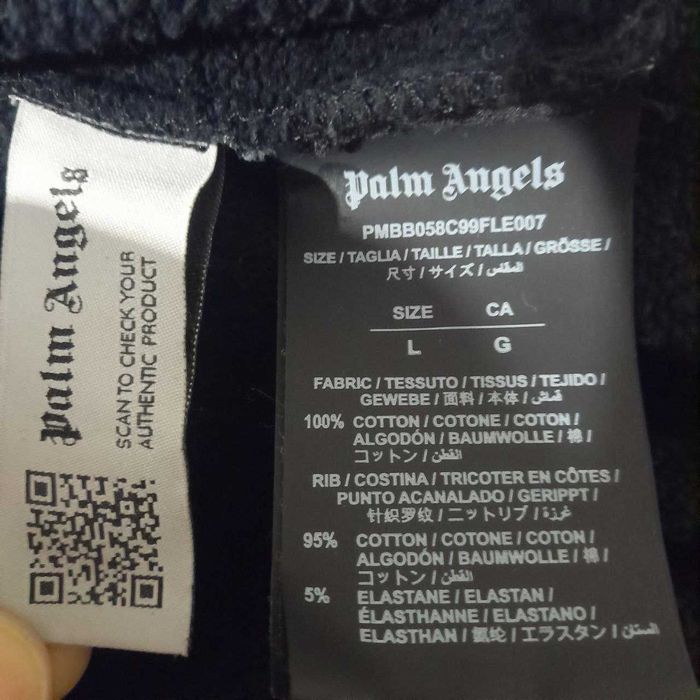 Palm Angels
SCAN TO CHECK YOUR
AUTHENTIC PRODUCT
Palm Angels
PMBB058C99FLE007
SIZE / TAGLIA / TAILLE / TALLA / GRÖSSE /
尺寸 / サイズ / المقاس
SIZE CA
L G
FABRIC / TESSUTO / TISSUS / TEJIDO /
GEWEBE / 面料 / 本体 / قماش
100% COTTON / COTONE / COTON /
ALGODÓN / BAUMWOLLE / 棉 /
コットン / القطن
RIB / COSTINA / TRICOTER EN CÔTES /
PUNTO ACANALADO / GERIPPT /
针织罗纹 / ニットリブ / غرزة
95% COTTON / COTONE / COTON /
ALGODÓN / BAUMWOLLE / 棉 /
コットン / القطن
5% ELASTANE / ELASTAN /
ÉLASTHANNE / ELASTANO /
ELASTHAN / 氨纶 / エラスタン /